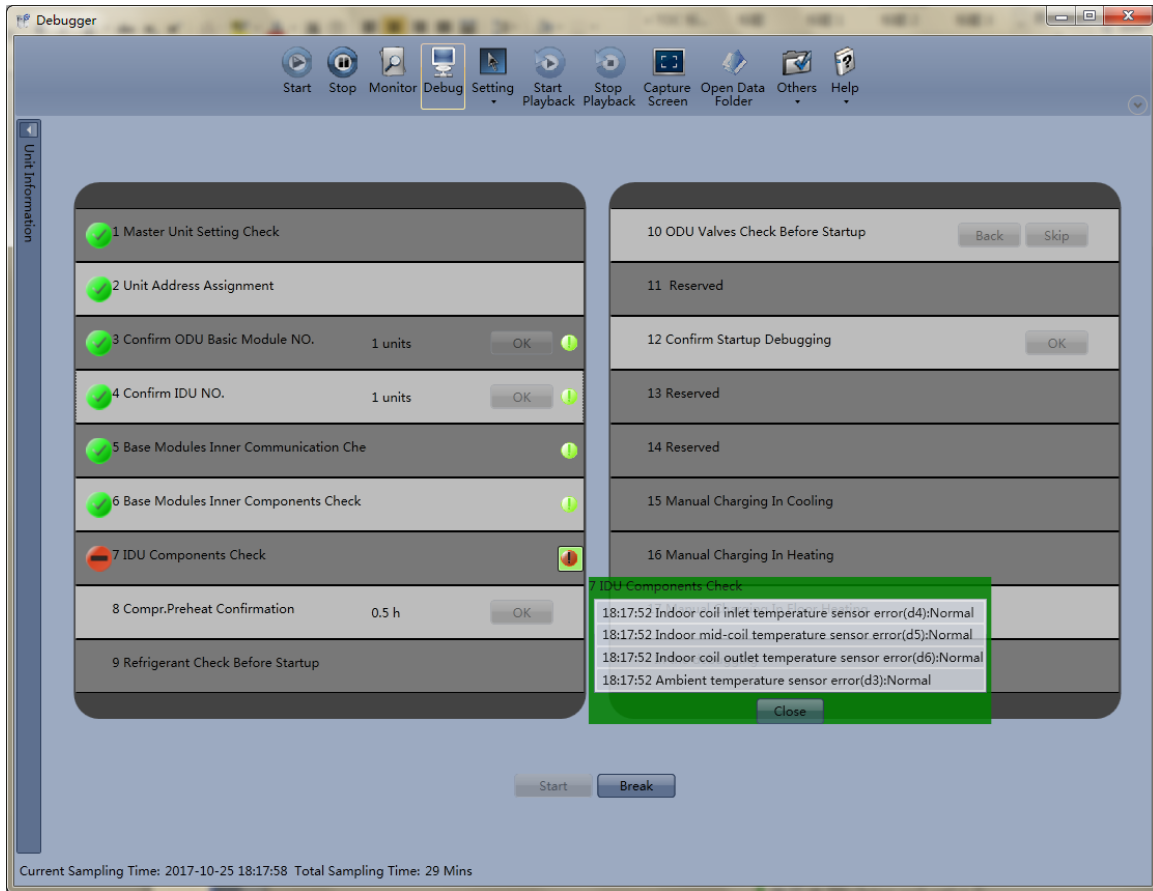 Debugger
Start Stop Monitor Debug Setting Start Playback Stop Playback Capture Screen Open Data Folder Others Help
Unit Information
1 Master Unit Setting Check
2 Unit Address Assignment
3 Confirm ODU Basic Module NO. 1 units OK
4 Confirm IDU NO. 1 units OK
5 Base Modules Inner Communication Che
6 Base Modules Inner Components Check
7 IDU Components Check
8 Compr.Preheat Confirmation 0.5 h OK
9 Refrigerant Check Before Startup
10 ODU Valves Check Before Startup Back Skip
11 Reserved
12 Confirm Startup Debugging OK
13 Reserved
14 Reserved
15 Manual Charging In Cooling
16 Manual Charging In Heating
7 IDU Components Check
18:17:52 Indoor coil inlet temperature sensor error(d4):Normal
18:17:52 Indoor mid-coil temperature sensor error(d5):Normal
18:17:52 Indoor coil outlet temperature sensor error(d6):Normal
18:17:52 Ambient temperature sensor error(d3):Normal
Close
Start Break
Current Sampling Time: 2017-10-25 18:17:58 Total Sampling Time: 29 Mins